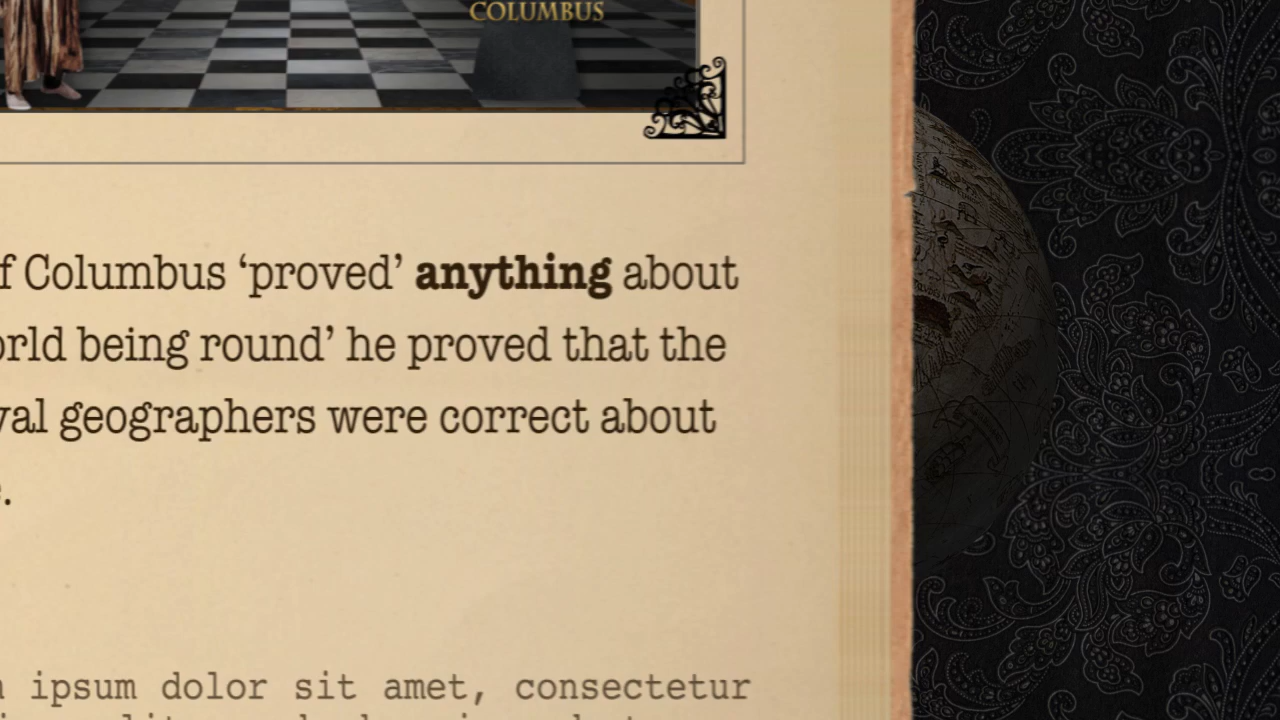 COLUMBUS
f Columbus ‘proved’ anything about
orld being round’ he proved that the
val geographers were correct about
.
ipsum dolor sit amet, consectetur